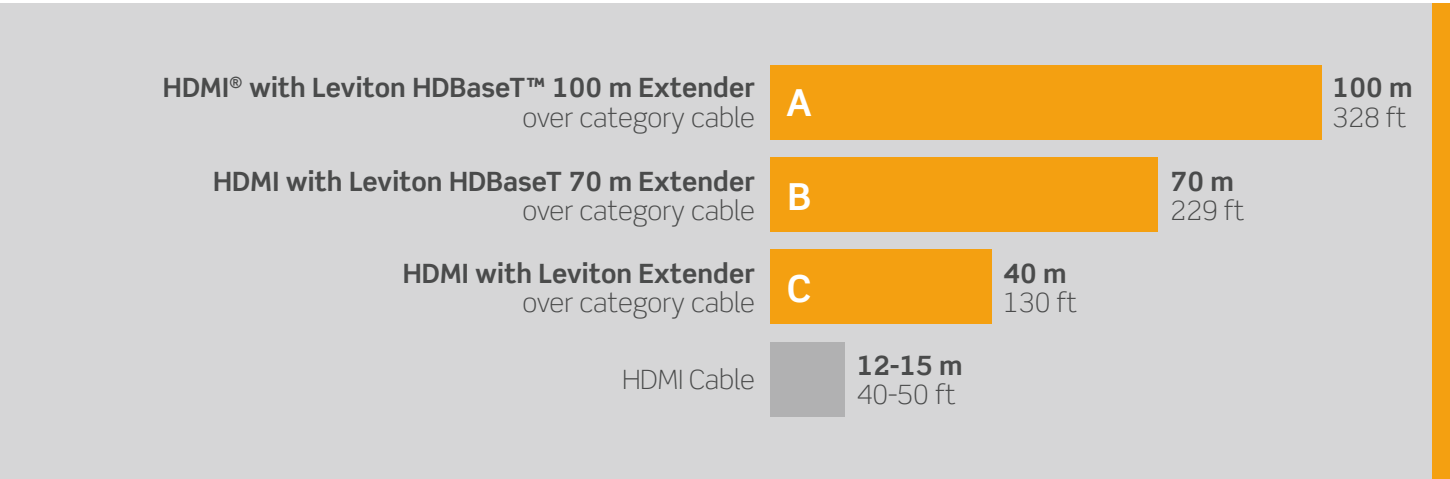 HDMI® with Leviton HDBaseT™ 100 m Extender
over category cable
A
100 m
328 ft
HDMI with Leviton HDBaseT 70 m Extender
over category cable
B
70 m
229 ft
HDMI with Leviton Extender
over category cable
C
40 m
130 ft
HDMI Cable
12-15 m
40-50 ft